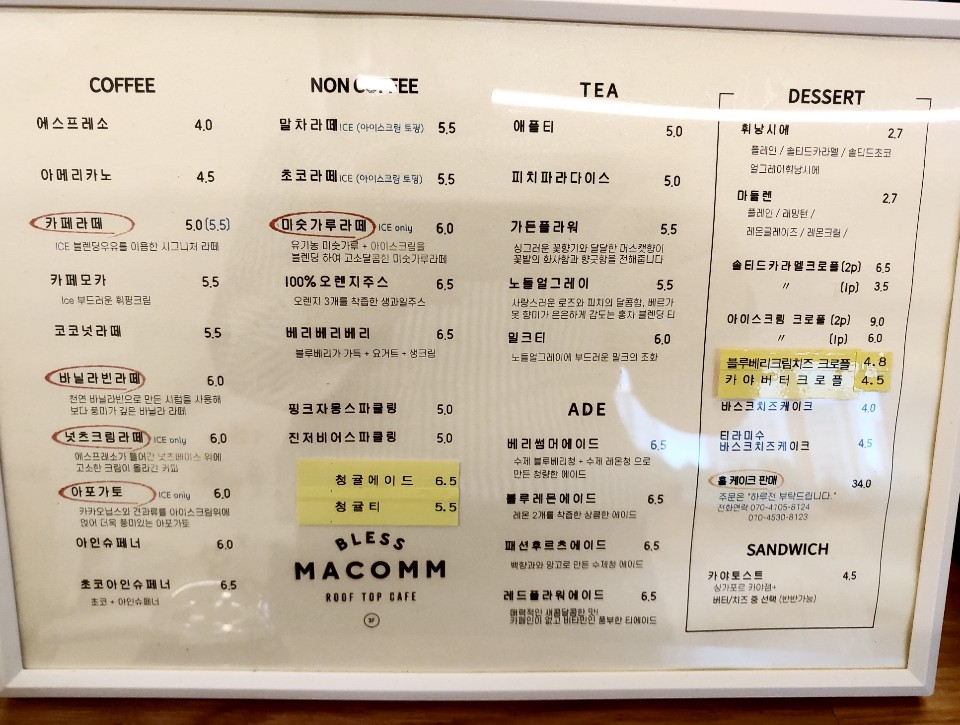 COFFEE
에스프레소 4.0
아메리카노 4.5
카페라떼 5.0 (5.5)
ICE 블렌딩우유를 이용한 시그니처 라떼
카페모카 5.5
Ice 부드러운 휘핑크림
코코넛라떼 5.5
바닐라빈라떼 6.0
천연 바닐라빈으로 만든 시럽을 사용해
보다 풍미가 깊은 바닐라 라떼
넛츠크림라떼 ICE only 6.0
에스프레소가 들어간 넛츠베이스 위에
고소한 크림이 올라간 커피
아포가토 ICE only 6.0
카카오닙스와 견과류를 아이스크림위에
얹어 더욱 풍미있는 아포가토
아인슈페너 6.0
초코아인슈페너 6.5
초코 + 아인슈페너
NON COFFEE
말차라떼 ICE (아이스크림 토핑) 5.5
초코라떼 ICE (아이스크림 토핑) 5.5
미숫가루라떼 ICE only 6.0
유기농 미숫가루 + 아이스크림을
블렌딩 하여 고소달콤한 미숫가루라떼
100% 오렌지주스 6.5
오렌지 3개를 착즙한 생과일주스
베리베리베리 6.5
블루베리가 가득 + 요거트 + 생크림
핑크자몽스파클링 5.0
진저비어스파클링 5.0
청귤에이드 6.5
청귤티 5.5
BLESS
MACOMM
ROOF TOP CAFE
3F
TEA
애플티 5.0
피치파라다이스 5.0
가든플라워 5.5
싱그러운 꽃향기와 달달한 머스캣향이
꽃밭의 화사함과 향긋함을 전해줍니다
노들얼그레이 5.5
사랑스러운 로즈와 피치의 달콤함, 베르가
못 향미가 은은하게 감도는 홍차 블렌딩 티
밀크티 6.0
노들얼그레이에 부드러운 밀크의 조화
ADE
베리썸머에이드 6.5
수제 블루베리청 + 수제 레몬청 으로
만든 청량한 에이드
블루레몬에이드 6.5
레몬 2개를 착즙한 상큼한 에이드
패션후르츠에이드 6.5
백향과와 망고로 만든 수제청 에이드
레드플라워에이드 6.5
매력적인 새콤달콤한 맛!
카페인이 없고 비타민이 풍부한 티에이드
DESSERT
휘낭시에 2.7
플레인 / 솔티드카라멜 / 솔티드초코
얼그레이휘낭시에
마들렌 2.7
플레인 / 래밍턴 /
레몬글레이즈 / 레몬크림 /
솔티드카라멜크로플 (2p) 6.5
〃 (1p) 3.5
아이스크림 크로플 (2p) 9.0
〃 (1p) 6.0
블루베리크림치즈 크로플 4.8
카야버터크로플 4.5
바스크치즈케이크 4.0
티라미수
바스크치즈케이크 4.5
홀 케이크 판매 34.0
주문은 "하루전 부탁드립니다."
전화연락 070-4105-8124
010-4530-8123
SANDWICH
카야토스트 4.5
싱가포르 카야잼+
버터/치즈 중 선택 (반반가능)